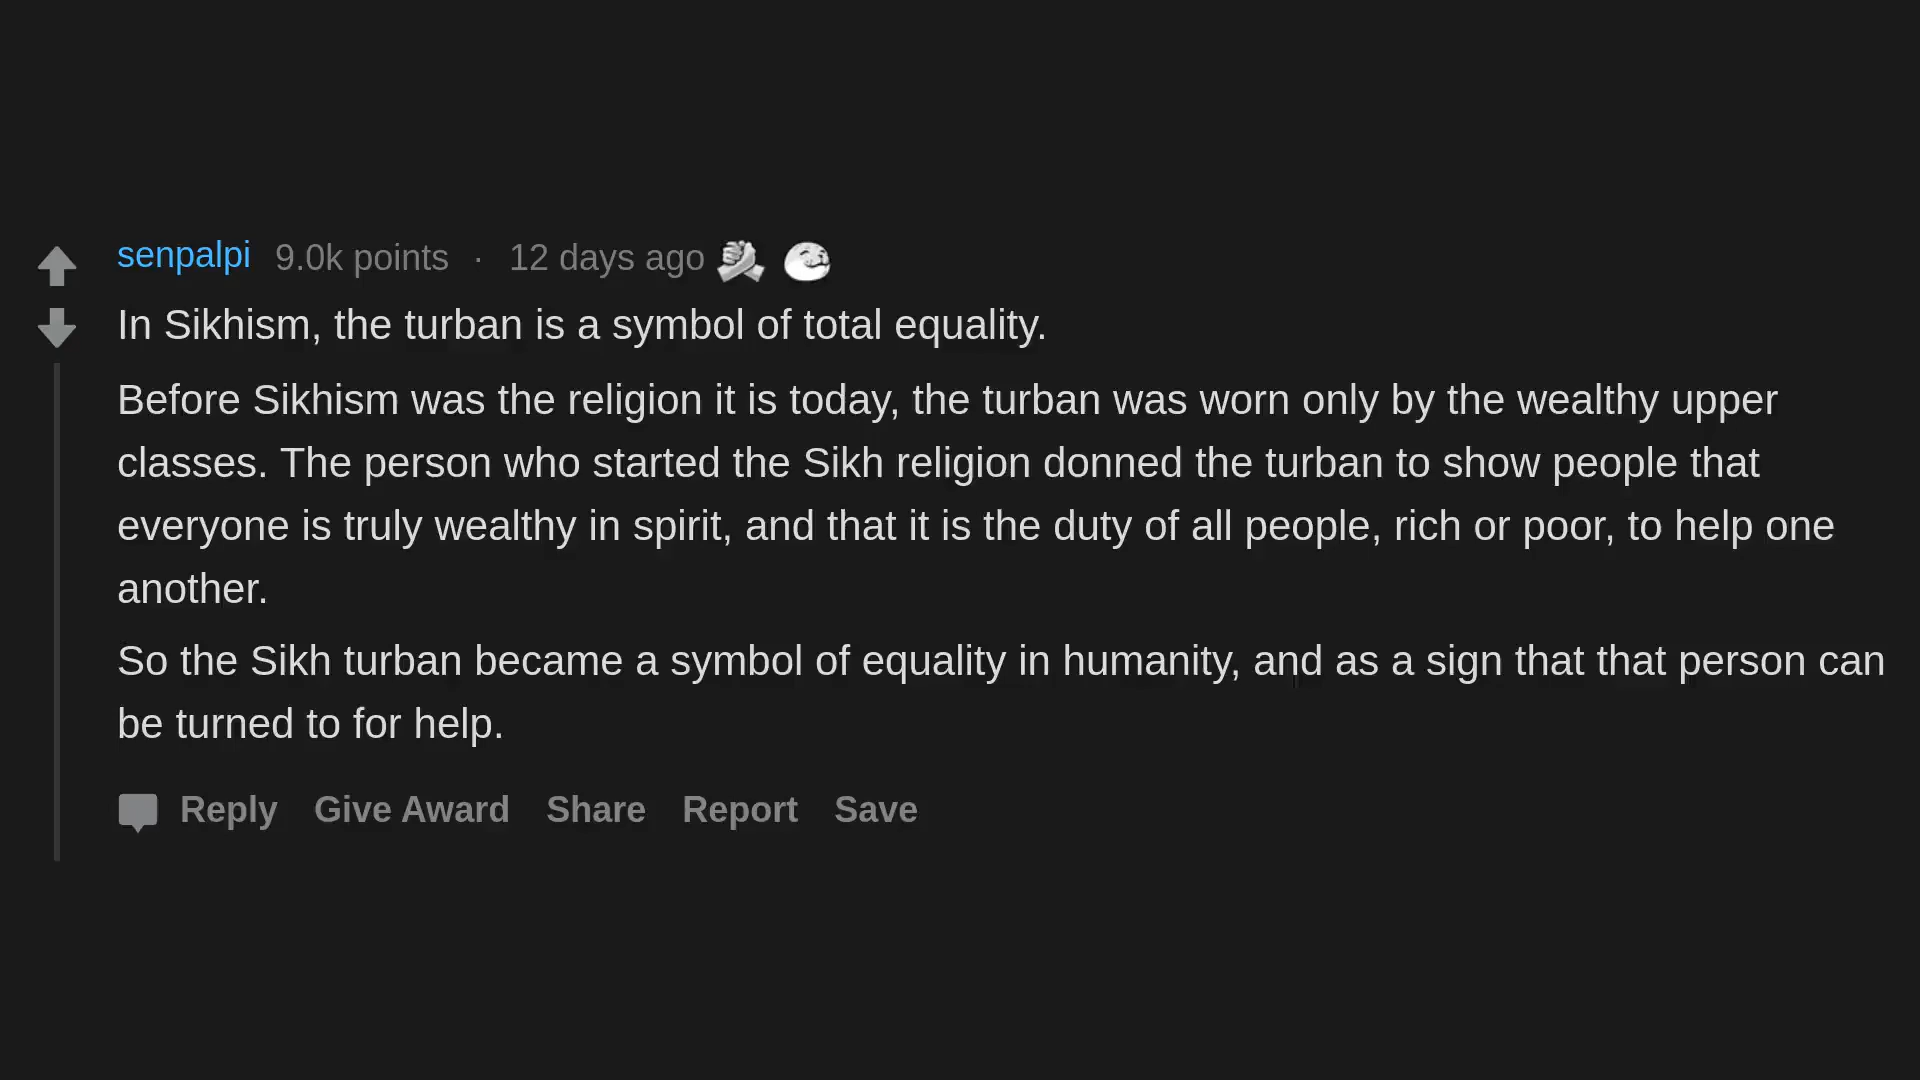 senpalpi 9.0k points · 12 days ago
In Sikhism, the turban is a symbol of total equality.
Before Sikhism was the religion it is today, the turban was worn only by the wealthy upper
classes. The person who started the Sikh religion donned the turban to show people that
everyone is truly wealthy in spirit, and that it is the duty of all people, rich or poor, to help one
another.
So the Sikh turban became a symbol of equality in humanity, and as a sign that that person can
be turned to for help.
Reply Give Award Share Report Save